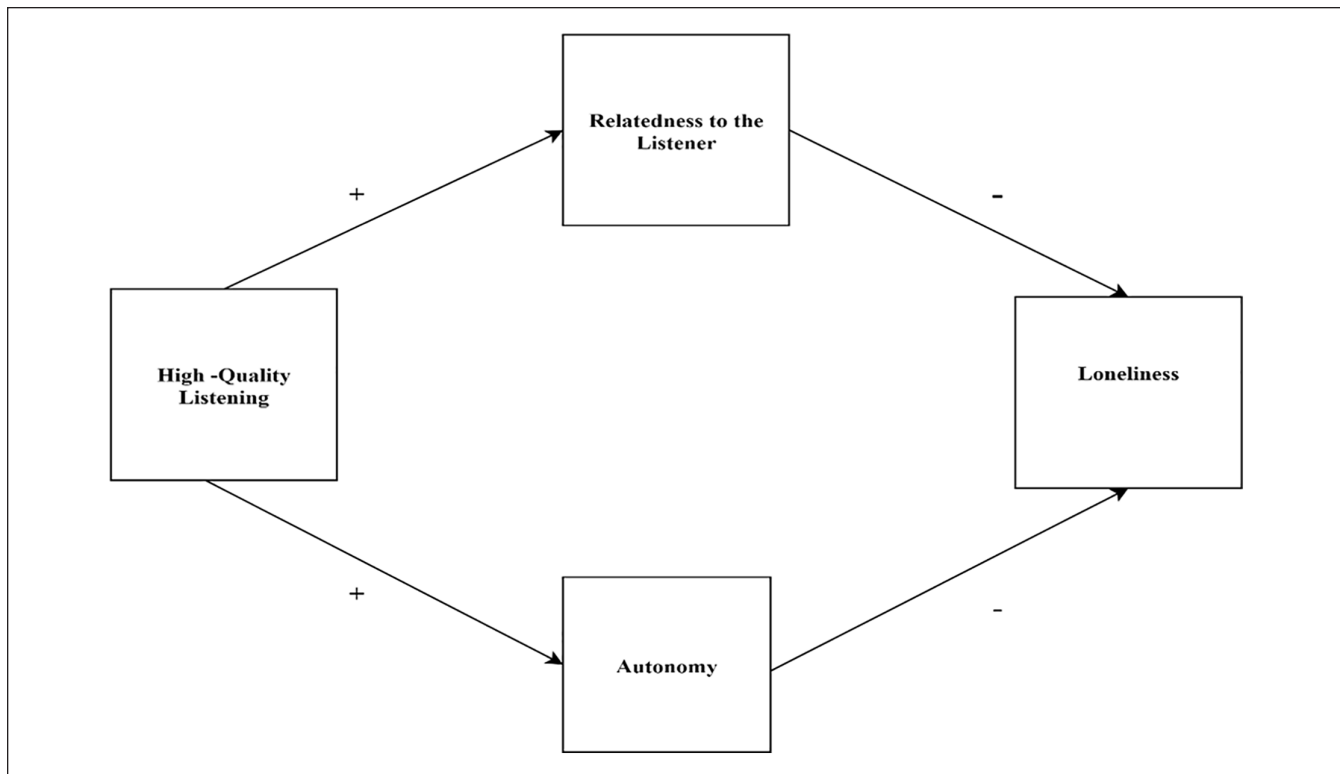 Relatedness to the
Listener
+
-
High -Quality
Listening
Loneliness
+
-
Autonomy